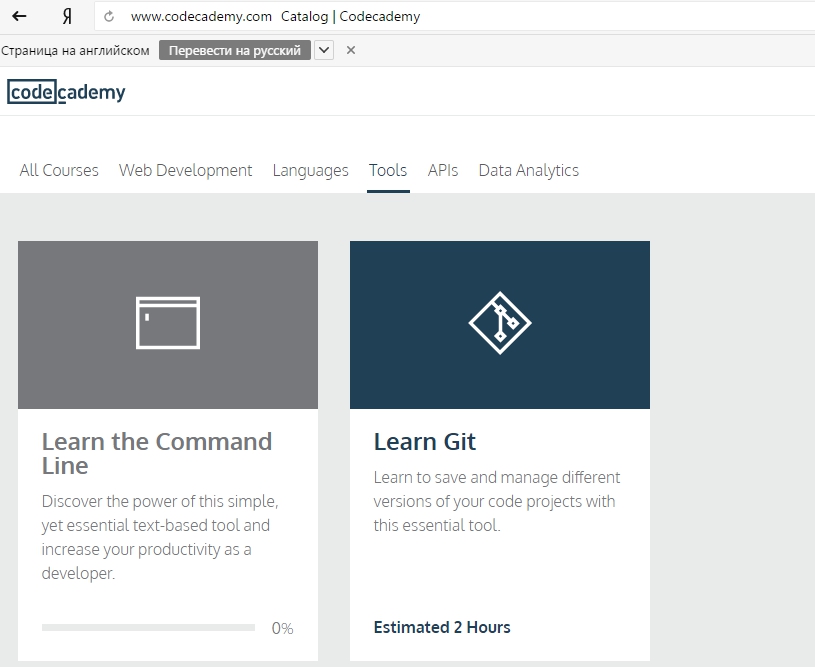 Я www.codecademy.com Catalog | Codecademy
Страница на английском Перевести на русский
codecademy
All Courses Web Development Languages Tools APIs Data Analytics
Learn the Command
Line
Discover the power of this simple,
yet essential text-based tool and
increase your productivity as a
developer.
0%
Learn Git
Learn to save and manage different
versions of your code projects with
this essential tool.
Estimated 2 Hours